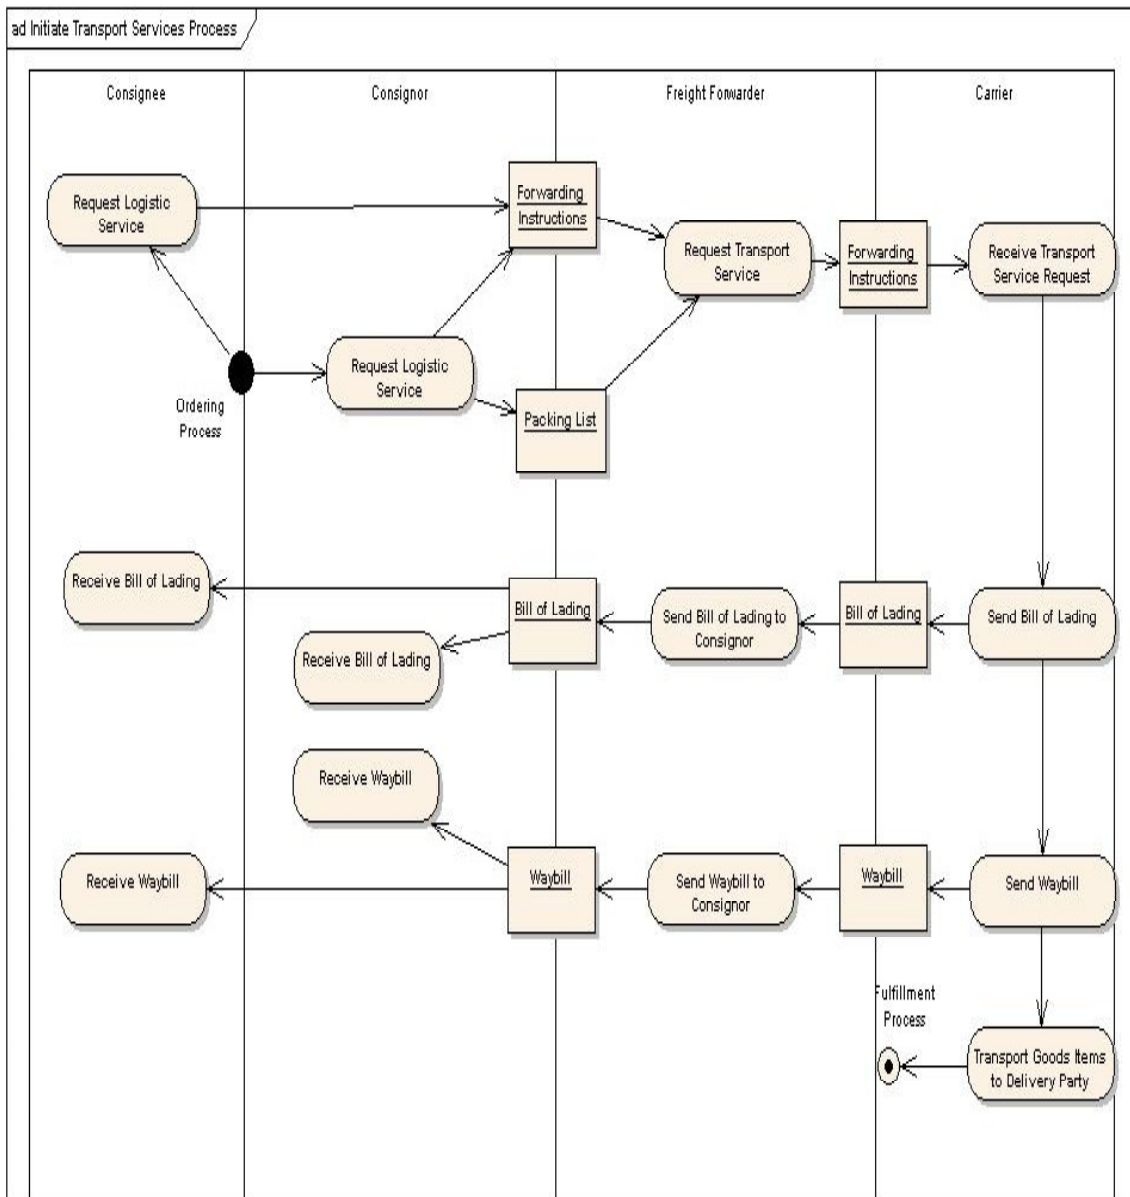 ad Initiate Transport Services Process
Consignee
Consignor
Freight Forwarder
Carrier
Request Logistic
Service
Forwarding
Instructions
Request Transport
Service
Forwarding
Instructions
Receive Transport
Service Request
Ordering
Process
Request Logistic
Service
Packing List
Receive Bill of Lading
Receive Bill of Lading
Bill of Lading
Send Bill of Lading to
Consignor
Bill of Lading
Send Bill of Lading
Receive Waybill
Receive Waybill
Waybill
Send Waybill to
Consignor
Waybill
Send Waybill
Fulfillment
Process
Transport Goods Items
to Delivery Party